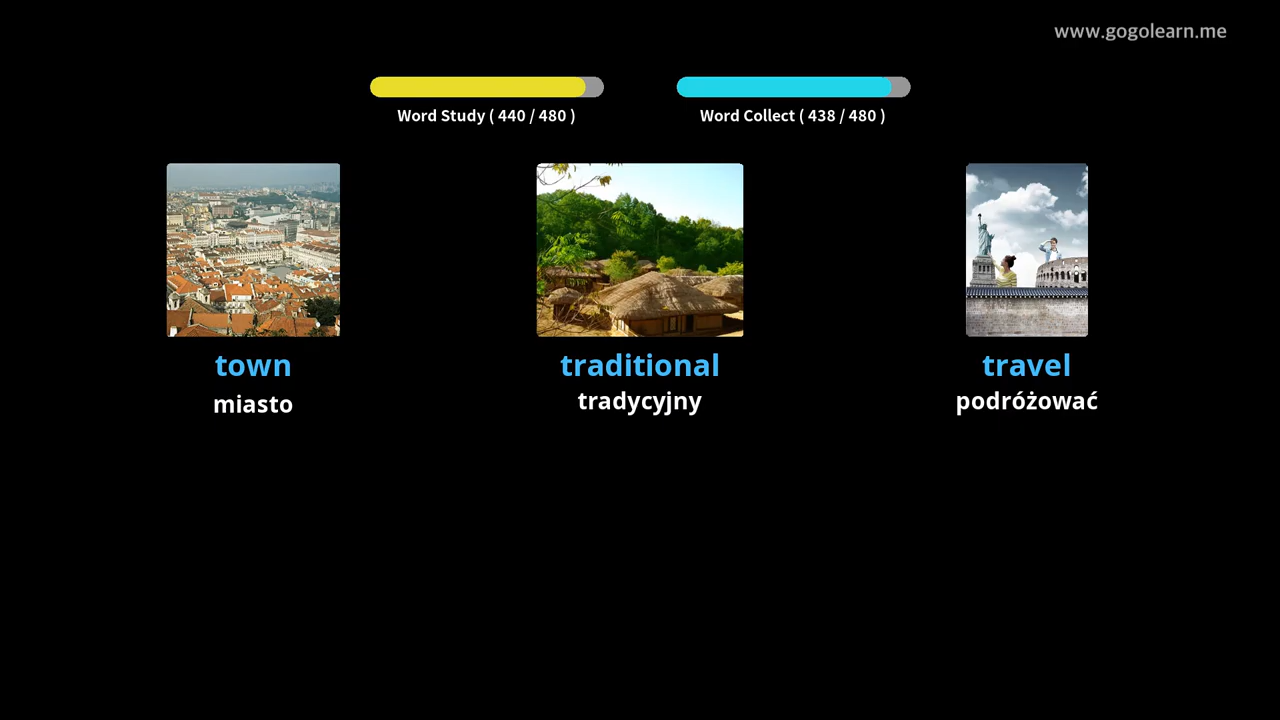 www.gogolearn.me
Word Study ( 440 / 480 )
Word Collect ( 438 / 480 )
town
traditional
travel
miasto
tradycyjny
podróżować